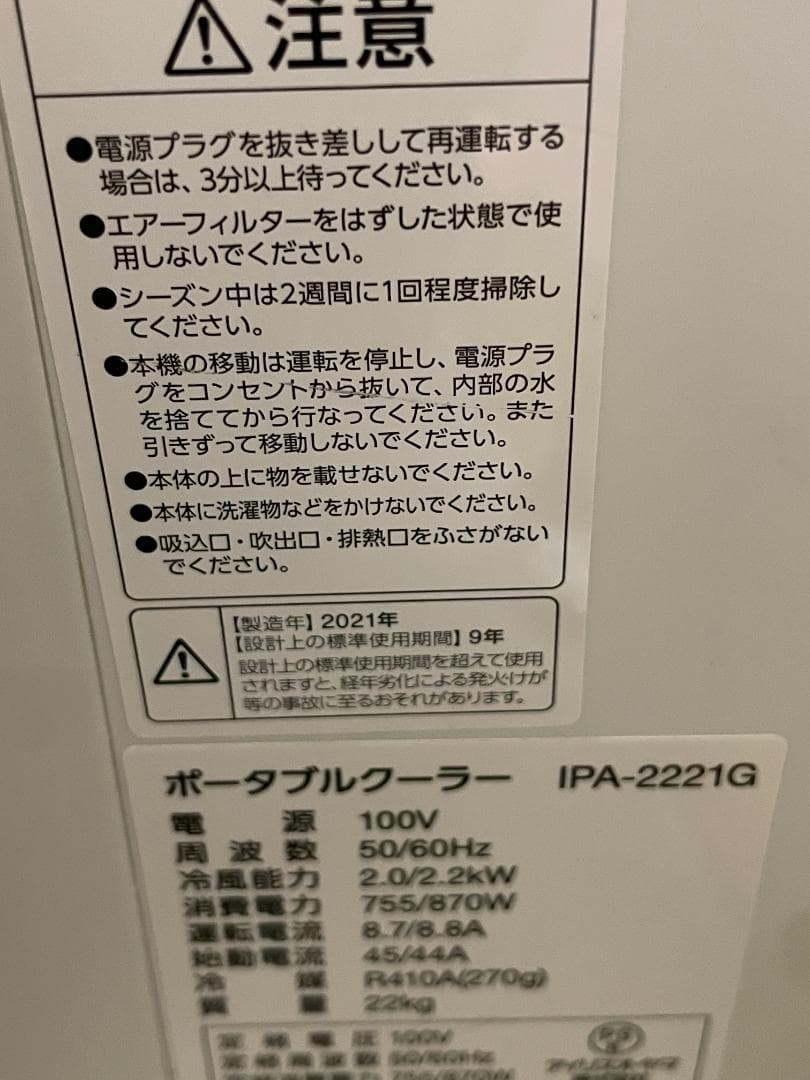 注意
●電源プラグを抜き差しして再運転する
場合は、3分以上待ってください。
●エアーフィルターをはずした状態で使
用しないでください。
●シーズン中は2週間に1回程度掃除し
てください。
●本機の移動は運転を停止し、電源プラ
グをコンセントから抜いて、内部の水
を捨ててから行なってください。また
引きずって移動しないでください。
●本体の上に物を載せないでください。
●本体に洗濯物などをかけないでください。
●吸込口・吹出口・排熱口をふさがない
でください。
【製造年】2021年
【設計上の標準使用期間】9年
設計上の標準使用期間を超えて使用
されますと、経年劣化による発火・けが
等の事故に至るおそれがあります。
ポータブルクーラー IPA-2221G
電源 100V
周波数 50/60Hz
冷風能力 2.0/2.2kW
消費電力 755/870W
運転電流 8.7/8.8A
始動電流 45/44A
冷媒 R410A(270g)
質量 22kg
定格電圧 100V
定格周波数 50/60Hz